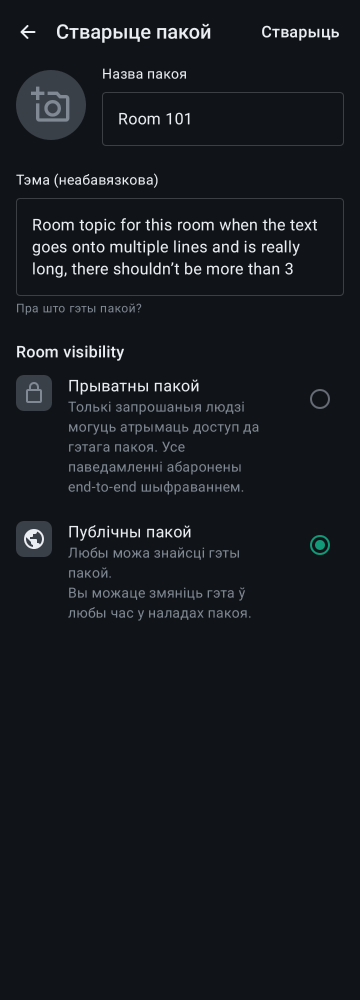 Стварыце пакой
Стварыць
Назва пакоя
Room 101
Тэма (неабавязкова)
Room topic for this room when the text
goes onto multiple lines and is really
long, there shouldn’t be more than 3
Пра што гэты пакой?
Room visibility
Прыватны пакой
Толькі запрошаныя людзі
могуць атрымаць доступ да
гэтага пакоя. Усе
паведамленні абаронены
end-to-end шыфраваннем.
Публічны пакой
Любы можа знайсці гэты
пакой.
Вы можаце змяніць гэта ў
любы час у наладах пакоя.